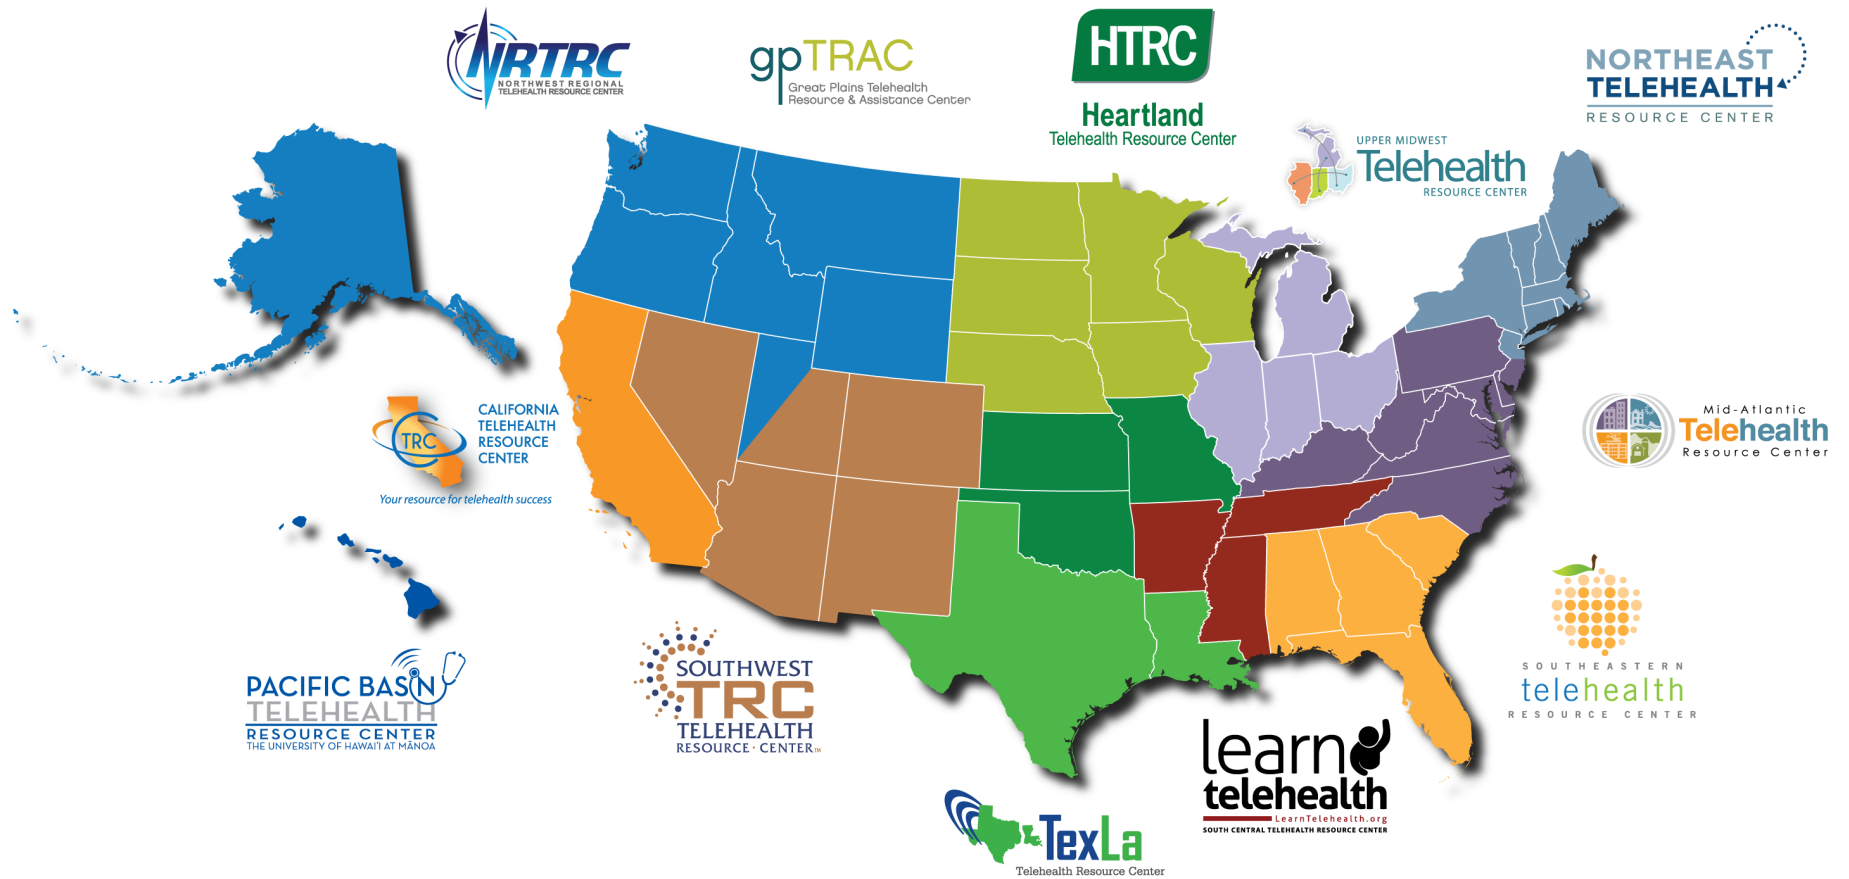 NRTRC
NORTHWEST REGIONAL
TELEHEALTH RESOURCE CENTER
gpTRAC
Great Plains Telehealth
Resource & Assistance Center
HTRC
Heartland
Telehealth Resource Center
UPPER MIDWEST
Telehealth
RESOURCE CENTER
NORTHEAST
TELEHEALTH
RESOURCE CENTER
TRC
CALIFORNIA
TELEHEALTH
RESOURCE
CENTER
Your resource for telehealth success
Mid-Atlantic
Telehealth
Resource Center
PACIFIC BASIN
TELEHEALTH
RESOURCE CENTER
THE UNIVERSITY OF HAWAI'I AT MĀNOA
SOUTHWEST
TRC
TELEHEALTH
RESOURCE · CENTER™
SOUTHEASTERN
telehealth
RESOURCE CENTER
learn
telehealth
LearnTelehealth.org
SOUTH CENTRAL TELEHEALTH RESOURCE CENTER
TexLa
Telehealth Resource Center